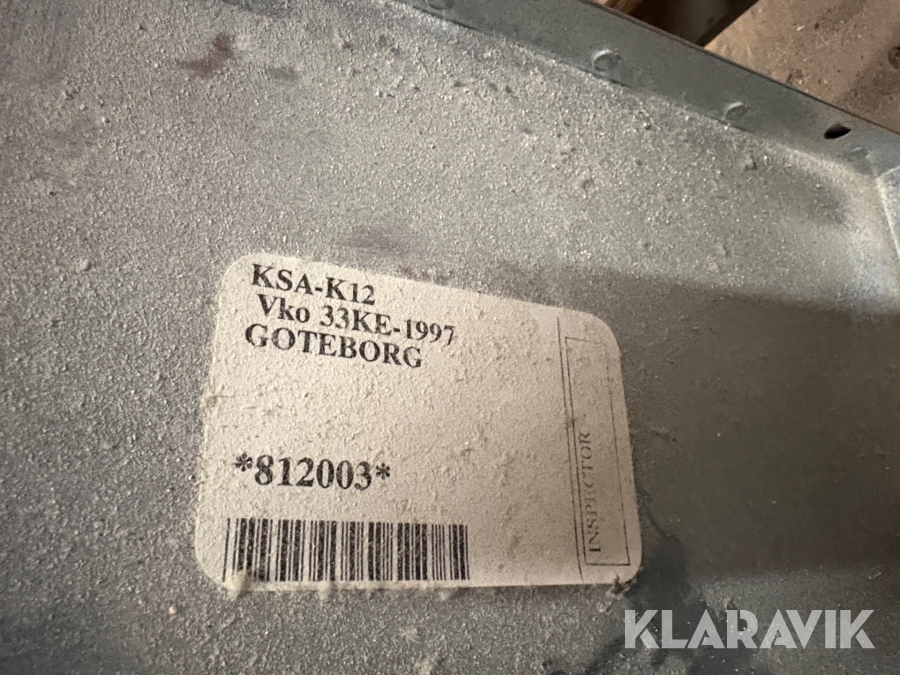 KSA-K12
Vko 33KE-1997
GOTEBORG
*812003*
INSPECTOR
KLARAVIK